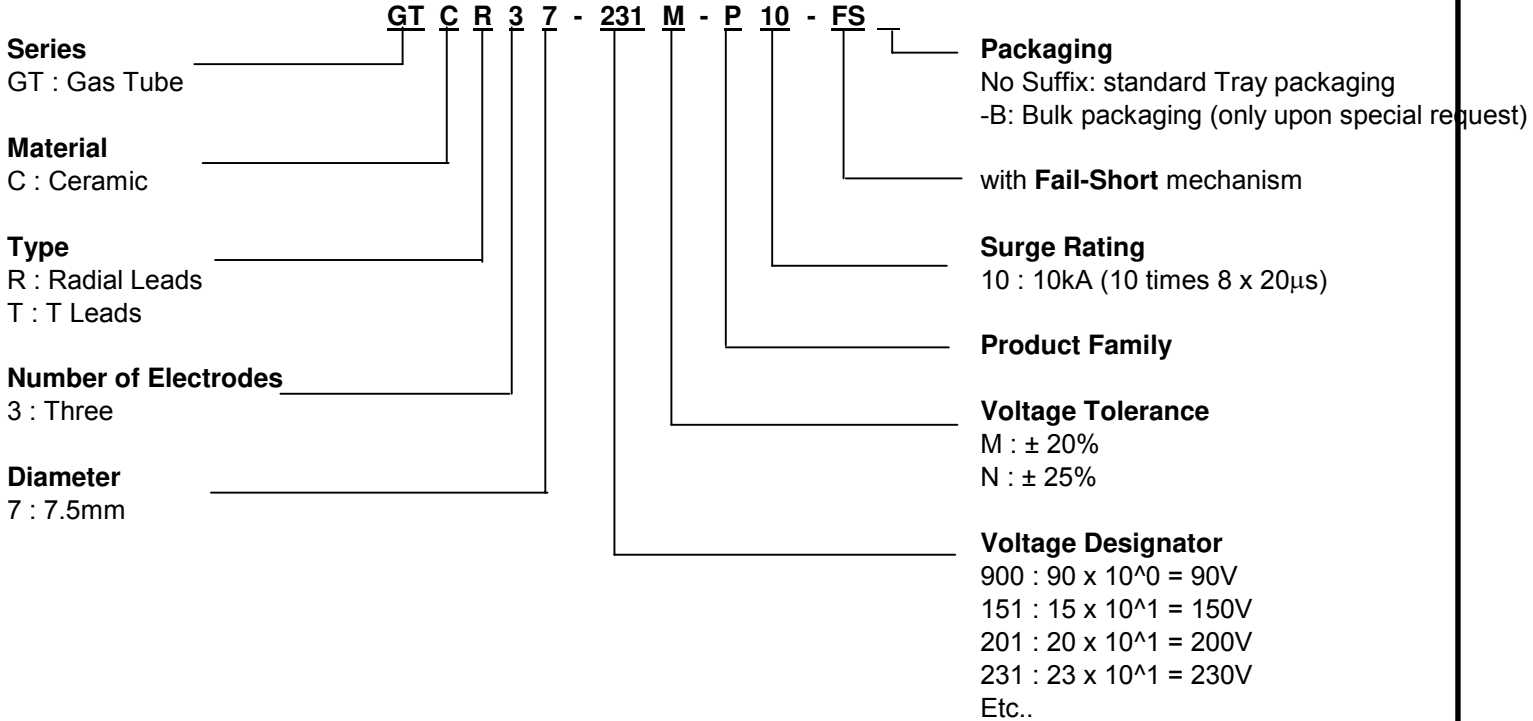 GT C R 3 7 - 231 M - P 10 - FS _
Series
GT : Gas Tube
Material
C : Ceramic
Type
R : Radial Leads
T : T Leads
Number of Electrodes
3 : Three
Diameter
7 : 7.5mm
Packaging
No Suffix: standard Tray packaging
-B: Bulk packaging (only upon special request)
with Fail-Short mechanism
Surge Rating
10 : 10kA (10 times 8 x 20μs)
Product Family
Voltage Tolerance
M : ± 20%
N : ± 25%
Voltage Designator
900 : 90 x 10^0 = 90V
151 : 15 x 10^1 = 150V
201 : 20 x 10^1 = 200V
231 : 23 x 10^1 = 230V
Etc..